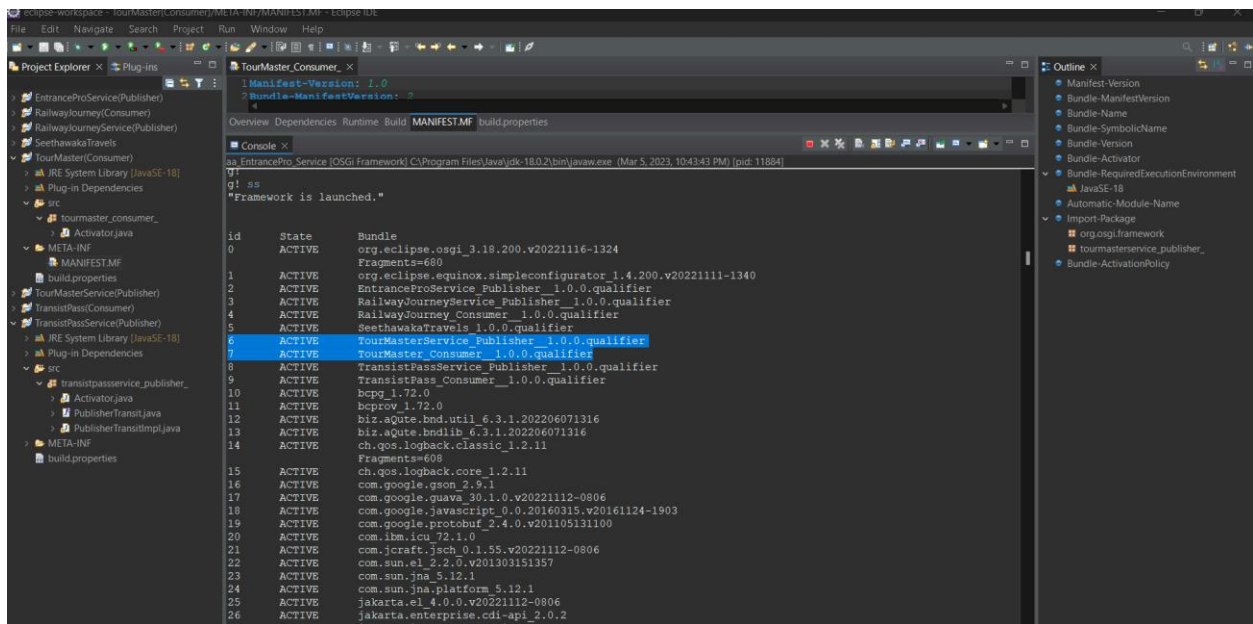 eclipse-workspace - TourMaster(Consumer)/META-INF/MANIFEST.MF - Eclipse IDE
File Edit Navigate Search Project Run Window Help
Project Explorer × Plug-ins
EntranceProService(Publisher)
RailwayJourney(Consumer)
RailwayJourneyService(Publisher)
SeethawakaTravels
TourMaster(Consumer)
JRE System Library [JavaSE-18]
Plug-in Dependencies
src
tourmaster_consumer_
Activator.java
META-INF
MANIFEST.MF
build.properties
TourMasterService(Publisher)
TransistPass(Consumer)
TransistPassService(Publisher)
JRE System Library [JavaSE-18]
Plug-in Dependencies
src
transistpassservice_publisher_
Activator.java
PublisherTransit.java
PublisherTransitImpl.java
META-INF
build.properties
TourMaster_Consumer_ ×
1 Manifest-Version: 1.0
2 Bundle-ManifestVersion: 2
Overview Dependencies Runtime Build MANIFEST.MF build.properties
Console ×
aa_EntrancePro_Service [OSGi Framework] C:\Program Files\Java\jdk-18.0.2\bin\javaw.exe (Mar 5, 2023, 10:43:43 PM) [pid: 11884]
g!
g! ss
"Framework is launched."
id State Bundle
0 ACTIVE org.eclipse.osgi_3.18.200.v20221116-1324
Fragments=680
1 ACTIVE org.eclipse.equinox.simpleconfigurator_1.4.200.v20221111-1340
2 ACTIVE EntranceProService_Publisher__1.0.0.qualifier
3 ACTIVE RailwayJourneyService_Publisher_1.0.0.qualifier
4 ACTIVE RailwayJourney_Consumer_1.0.0.qualifier
5 ACTIVE SeethawakaTravels_1.0.0.qualifier
6 ACTIVE TourMasterService_Publisher__1.0.0.qualifier
7 ACTIVE TourMaster_Consumer__1.0.0.qualifier
8 ACTIVE TransistPassService_Publisher__1.0.0.qualifier
9 ACTIVE TransistPass_Consumer__1.0.0.qualifier
10 ACTIVE bcpg_1.72.0
11 ACTIVE bcprov_1.72.0
12 ACTIVE biz.aQute.bnd.util_6.3.1.202206071316
13 ACTIVE biz.aQute.bndlib_6.3.1.202206071316
14 ACTIVE ch.qos.logback.classic_1.2.11
Fragments=608
15 ACTIVE ch.qos.logback.core_1.2.11
16 ACTIVE com.google.gson_2.9.1
17 ACTIVE com.google.guava_30.1.0.v20221112-0806
18 ACTIVE com.google.javascript_0.0.20160315.v20161124-1903
19 ACTIVE com.google.protobuf_2.4.0.v201105131100
20 ACTIVE com.ibm.icu_72.1.0
21 ACTIVE com.jcraft.jsch_0.1.55.v20221112-0806
22 ACTIVE com.sun.el_2.2.0.v201303151357
23 ACTIVE com.sun.jna_5.12.1
24 ACTIVE com.sun.jna.platform_5.12.1
25 ACTIVE jakarta.el_4.0.0.v20221112-0806
26 ACTIVE jakarta.enterprise.cdi-api_2.0.2
Outline ×
Manifest-Version
Bundle-ManifestVersion
Bundle-Name
Bundle-SymbolicName
Bundle-Version
Bundle-Activator
Bundle-RequiredExecutionEnvironment
JavaSE-18
Automatic-Module-Name
Import-Package
org.osgi.framework
tourmasterservice_publisher_
Bundle-ActivationPolicy